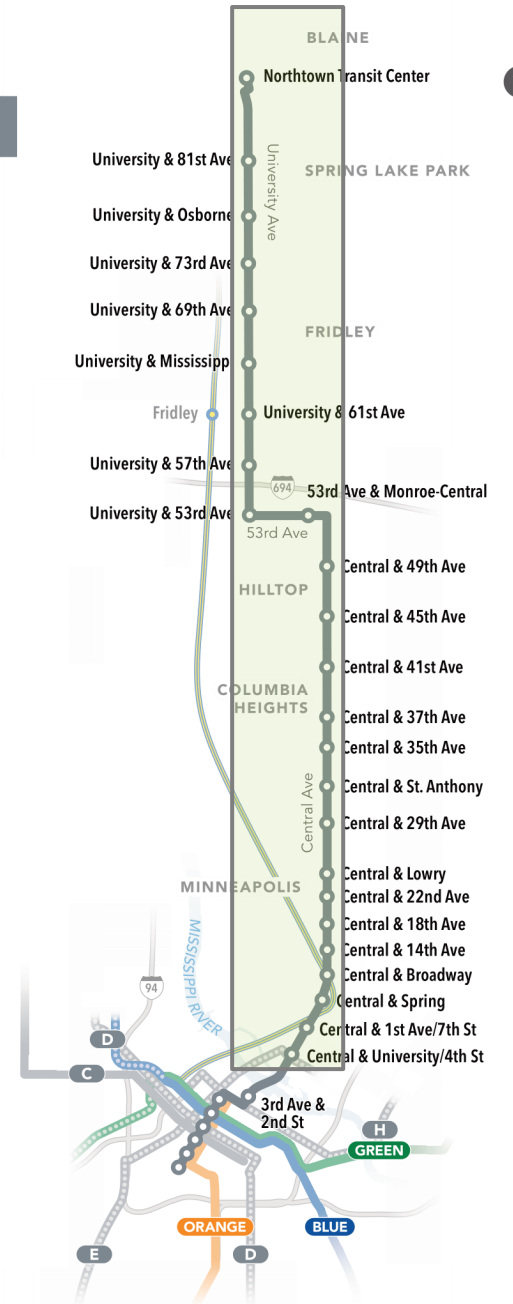 BLAINE
Northtown Transit Center
University & 81st Ave
University Ave
SPRING LAKE PARK
University & Osborne
University & 73rd Ave
University & 69th Ave
FRIDLEY
University & Mississipp
Fridley
University & 61st Ave
University & 57th Ave
694
53rd Ave & Monroe-Central
University & 53rd Ave
53rd Ave
Central & 49th Ave
HILLTOP
Central & 45th Ave
Central & 41st Ave
COLUMBIA
HEIGHTS
Central & 37th Ave
Central & 35th Ave
Central Ave
Central & St. Anthony
Central & 29th Ave
Central & Lowry
MINNEAPOLIS
Central & 22nd Ave
Central & 18th Ave
Central & 14th Ave
MISSISSIPPI RIVER
Central & Broadway
94
Central & Spring
Central & 1st Ave/7th St
D
Central & University/4th St
C
3rd Ave &
2nd St
H
GREEN
ORANGE
BLUE
E
D